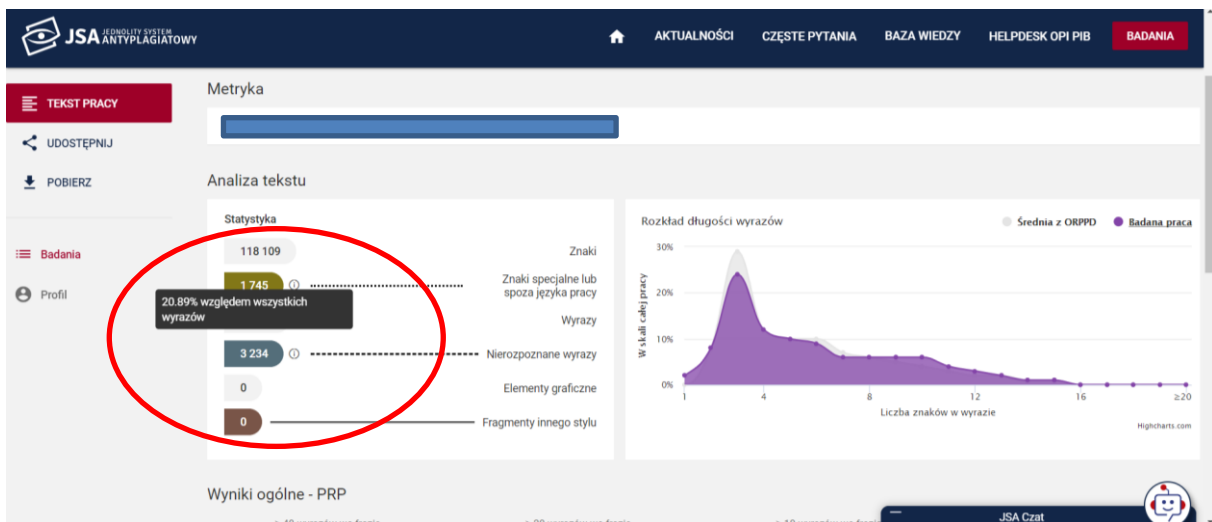 JSA JEDNOLITY SYSTEM ANTYPLAGIATOWY
AKTUALNOŚCI CZĘSTE PYTANIA BAZA WIEDZY HELPDESK OPI PIB BADANIA
TEKST PRACY
UDOSTĘPNIJ
POBIERZ
Badania
Profil
Metryka
Analiza tekstu
Statystyka
118 109 Znaki
1 745 Znaki specjalne lub
spoza języka pracy
20.89% względem wszystkich
wyrazów
Wyrazy
3 234 Nierozpoznane wyrazy
0 Elementy graficzne
0 Fragmenty innego stylu
Rozkład długości wyrazów
Średnia z ORPPD Badana praca
W skali całej pracy
30%
20%
10%
0%
1 4 8 12 16 ≥20
Liczba znaków w wyrazie
Highcharts.com
Wyniki ogólne - PRP
JSA Czat